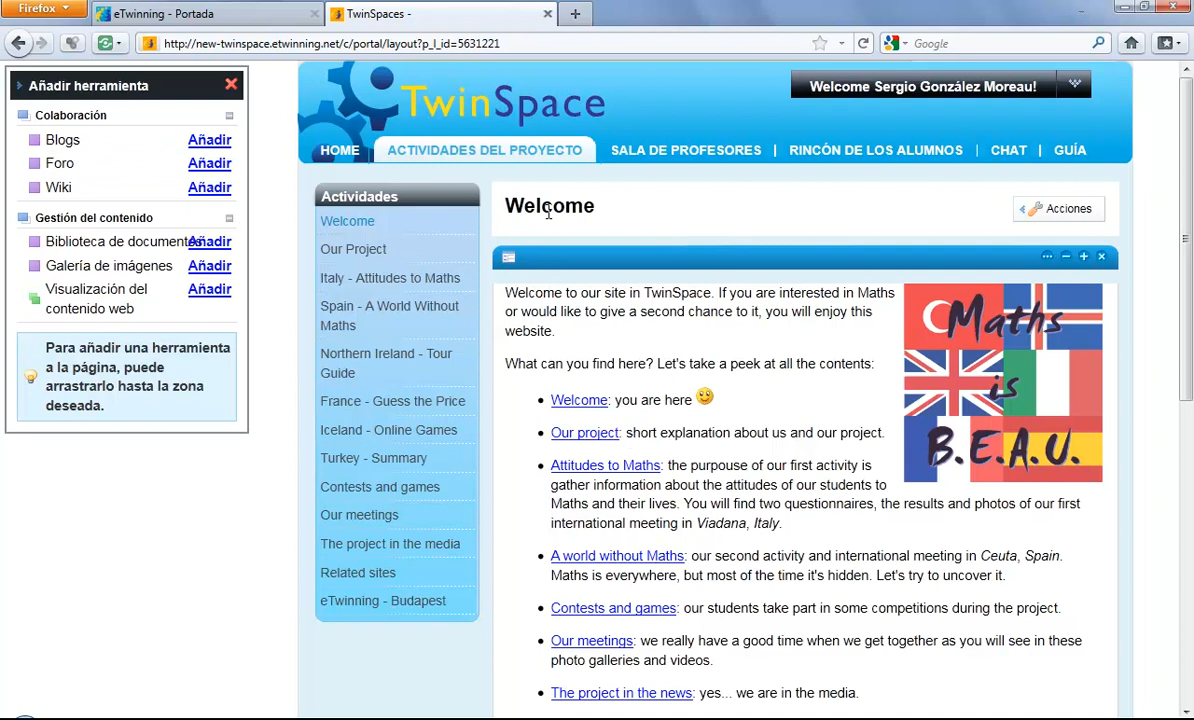 Firefox
eTwinning - Portada
TwinSpaces -
http://new-twinspace.etwinning.net/c/portal/layout?p_l_id=5631221
Google
Añadir herramienta
Colaboración
Blogs Añadir
Foro Añadir
Wiki Añadir
Gestión del contenido
Biblioteca de documentos Añadir
Galería de imágenes Añadir
Visualización del Añadir
contenido web
Para añadir una herramienta
a la página, puede
arrastrarlo hasta la zona
deseada.
TwinSpace
Welcome Sergio González Moreau!
HOME ACTIVIDADES DEL PROYECTO SALA DE PROFESORES | RINCÓN DE LOS ALUMNOS | CHAT | GUÍA
Actividades
Welcome
Our Project
Italy - Attitudes to Maths
Spain - A World Without
Maths
Northern Ireland - Tour
Guide
France - Guess the Price
Iceland - Online Games
Turkey - Summary
Contests and games
Our meetings
The project in the media
Related sites
eTwinning - Budapest
Welcome
Acciones
Welcome to our site in TwinSpace. If you are interested in Maths
or would like to give a second chance to it, you will enjoy this
website.
What can you find here? Let's take a peek at all the contents:
• Welcome: you are here
• Our project: short explanation about us and our project.
• Attitudes to Maths: the purpouse of our first activity is
gather information about the attitudes of our students to
Maths and their lives. You will find two questionnaires, the results and photos of our first
international meeting in Viadana, Italy.
• A world without Maths: our second activity and international meeting in Ceuta, Spain.
Maths is everywhere, but most of the time it's hidden. Let's try to uncover it.
• Contests and games: our students take part in some competitions during the project.
• Our meetings: we really have a good time when we get together as you will see in these
photo galleries and videos.
• The project in the news: yes... we are in the media.
Maths
is
B.E.A.U.